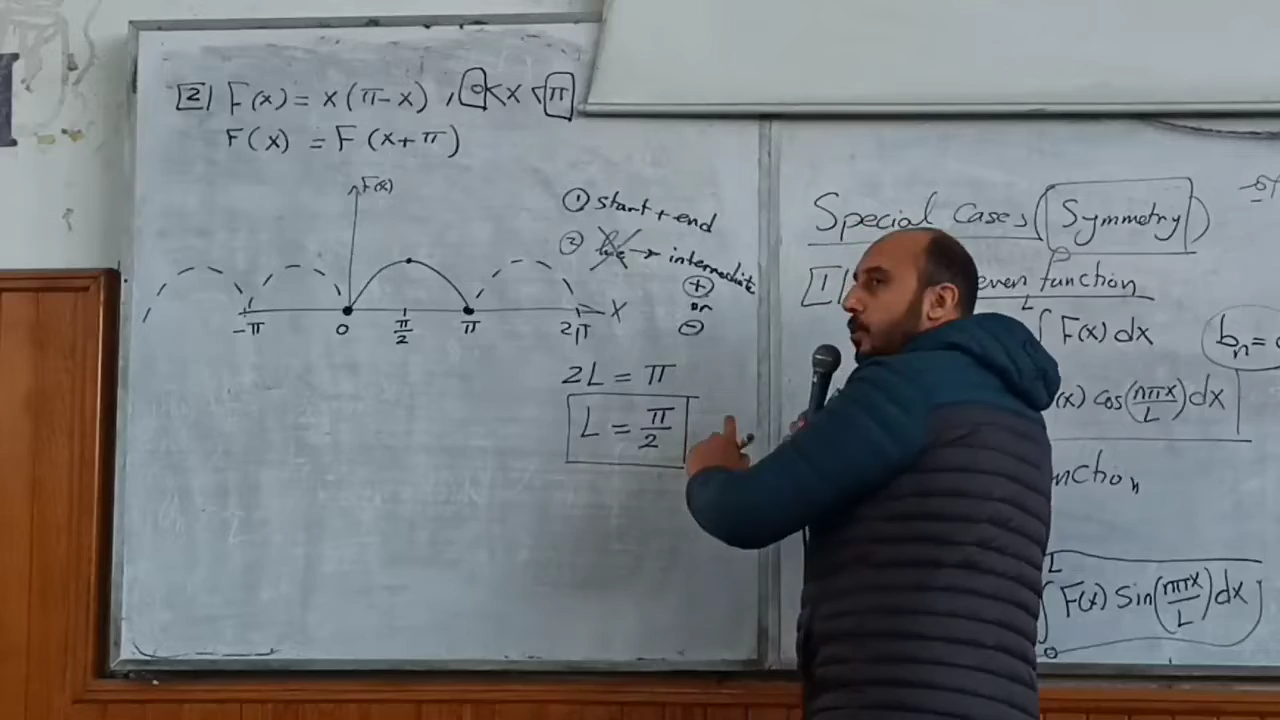 [2] F(x) = x(π-x) , 0<x<π
F(x) = F(x+π)
F(x)
-π 0 π/2 π 2π X
① start + end
② → intermediate
+
or
-
2L = π
L = π/2
Special Cases (Symmetry)
[1] even function
∫ F(x) dx
L
bₙ=
(x) cos(nπx/L) dx
nction
∫ F(x) Sin(nπx/L) dx
L
0